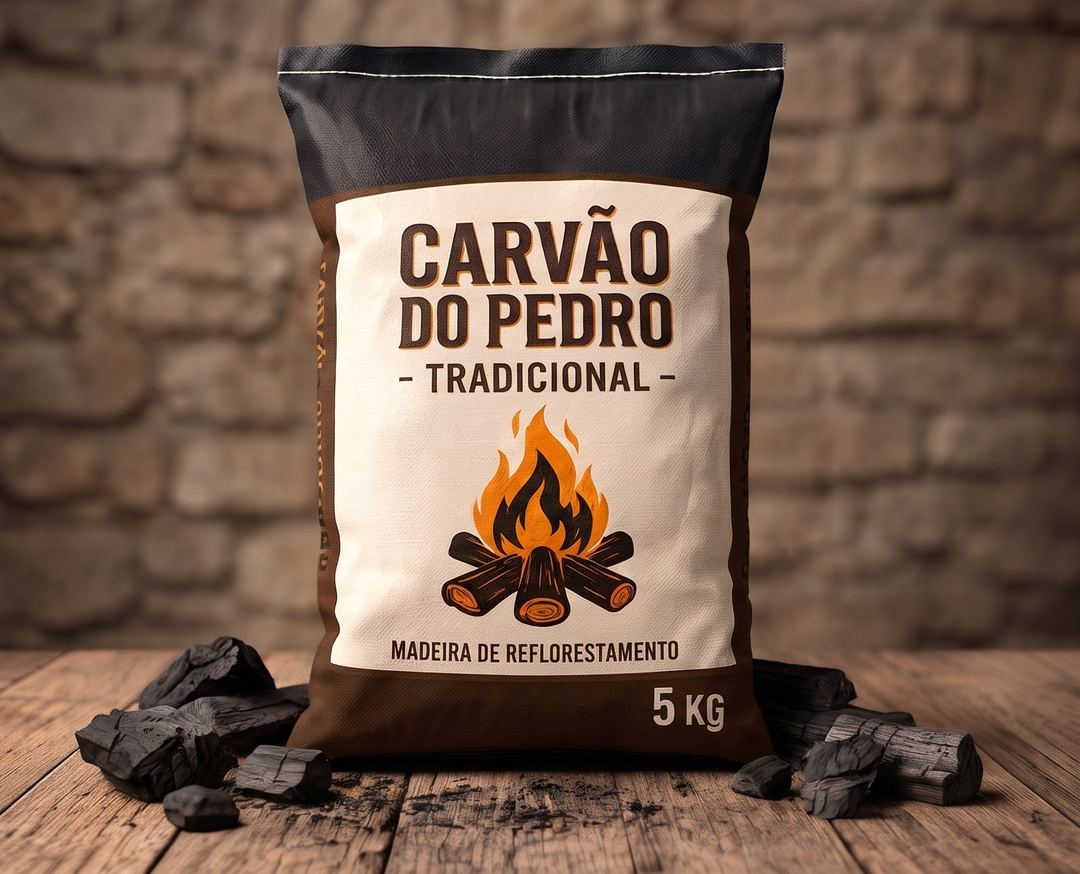 CARVÃO
DO PEDRO
- TRADICIONAL -
MADEIRA DE REFLORESTAMENTO
5 KG